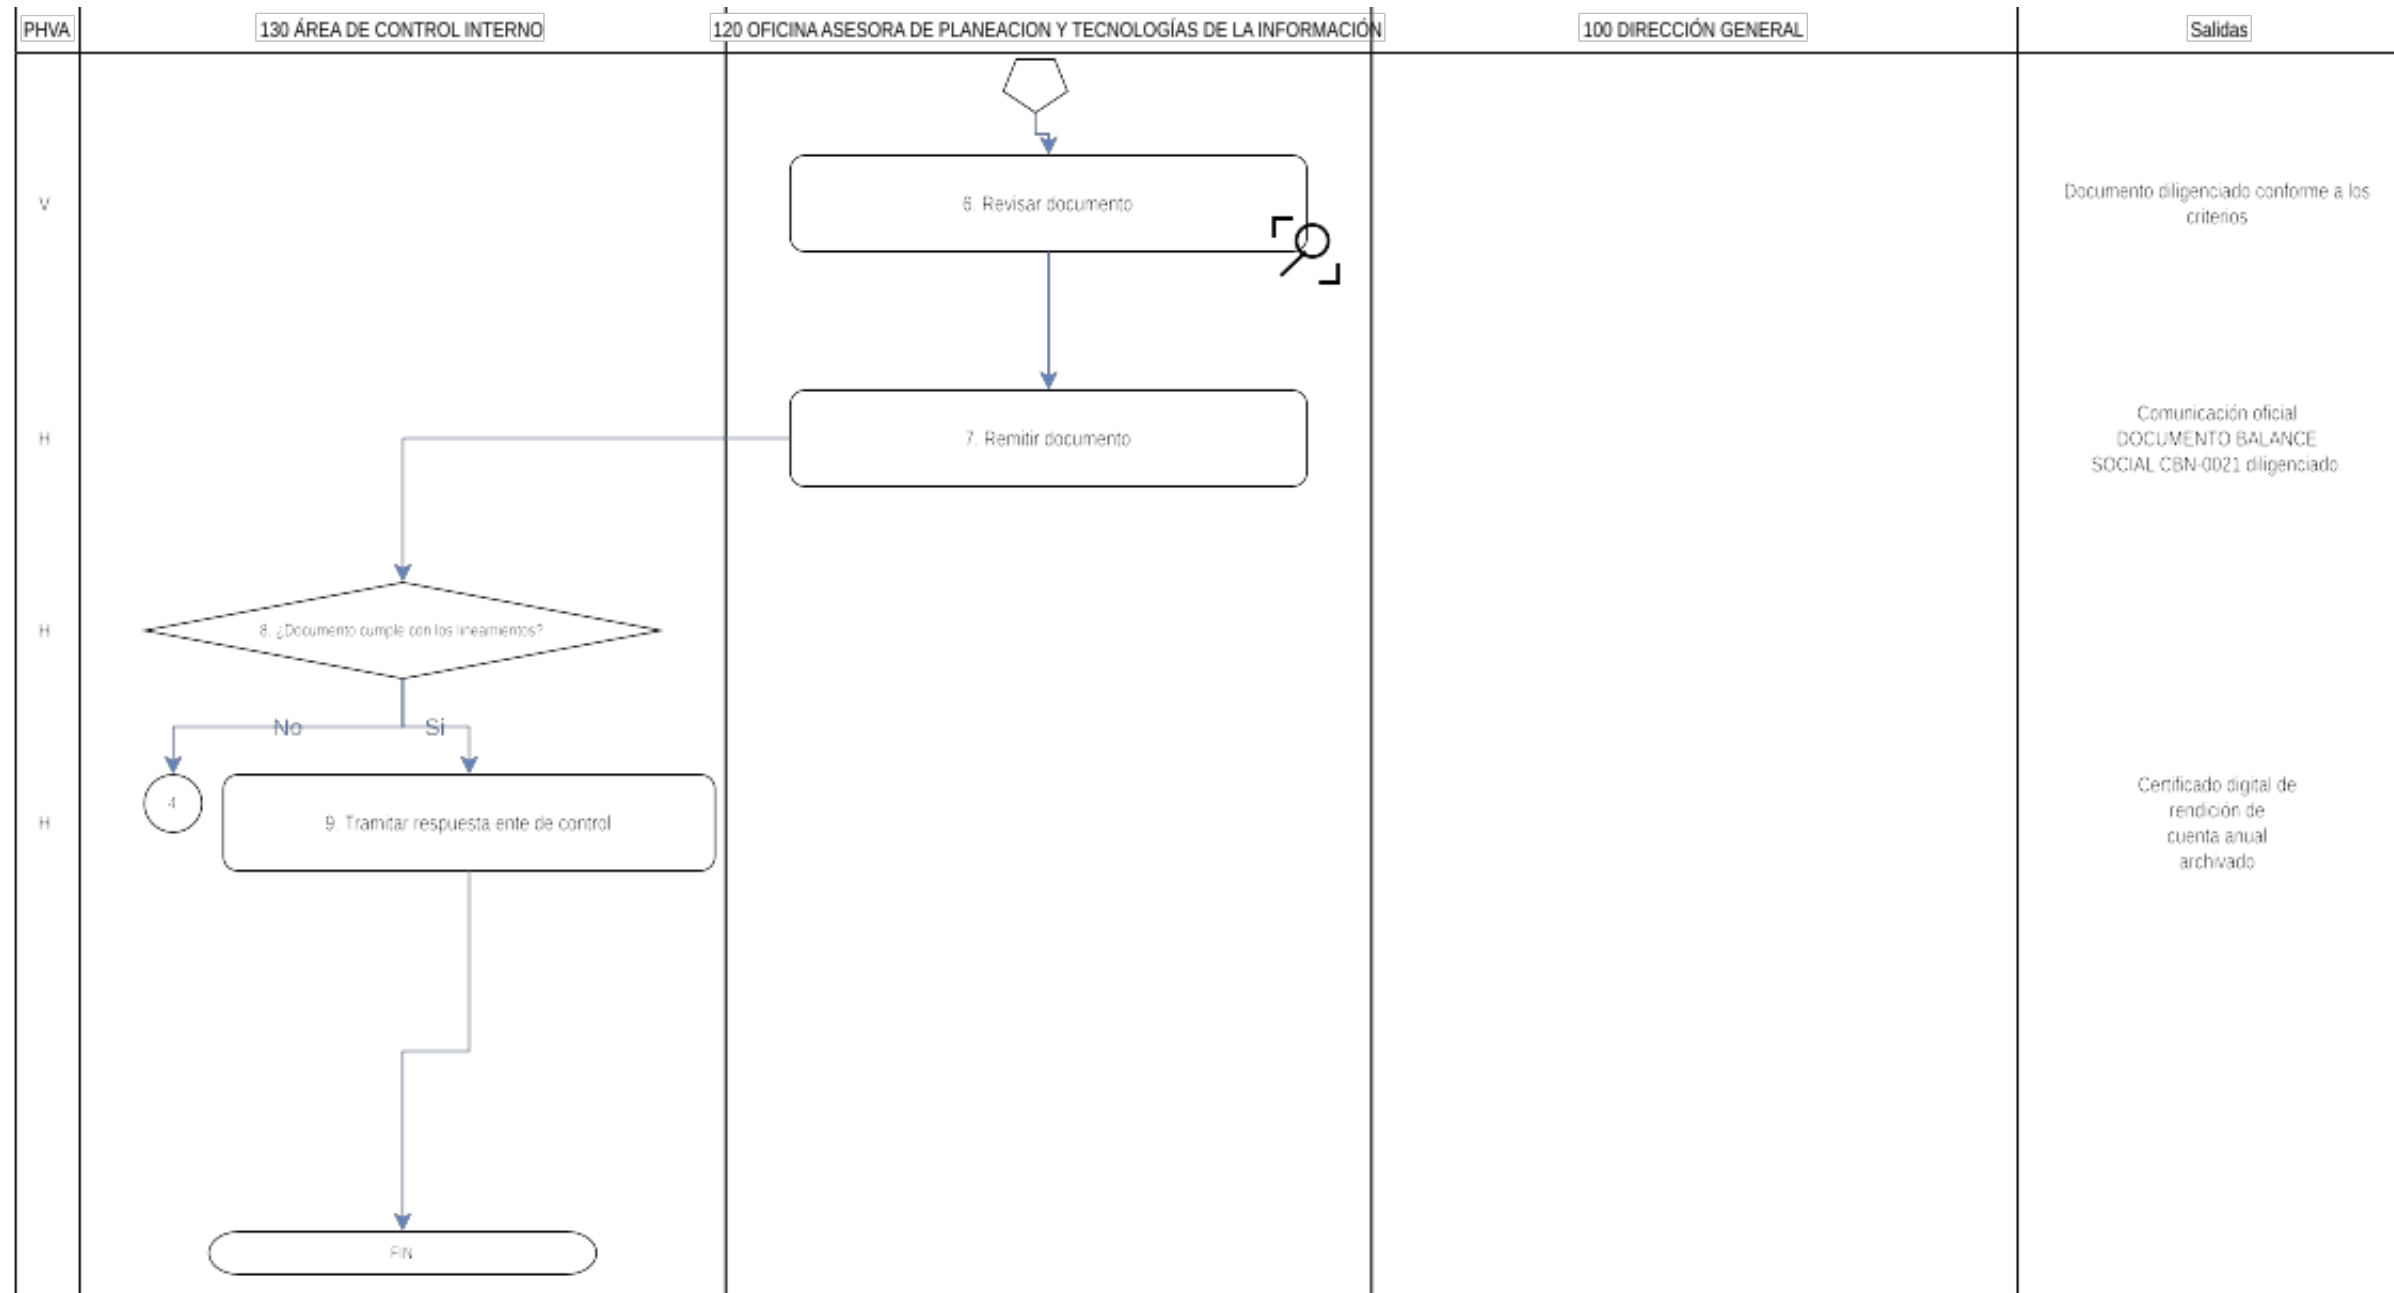 PHVA
130 ÁREA DE CONTROL INTERNO
120 OFICINA ASESORA DE PLANEACION Y TECNOLOGÍAS DE LA INFORMACIÓN
100 DIRECCIÓN GENERAL
Salidas
V
6. Revisar documento
Documento diligenciado conforme a los
criterios
H
7. Remitir documento
Comunicación oficial
DOCUMENTO BALANCE
SOCIAL CBN-0021 diligenciado
H
8. ¿Documento cumple con los lineamientos?
No
Si
H
4
9. Tramitar respuesta ente de control
Certificado digital de
rendición de
cuenta anual
archivado
FIN